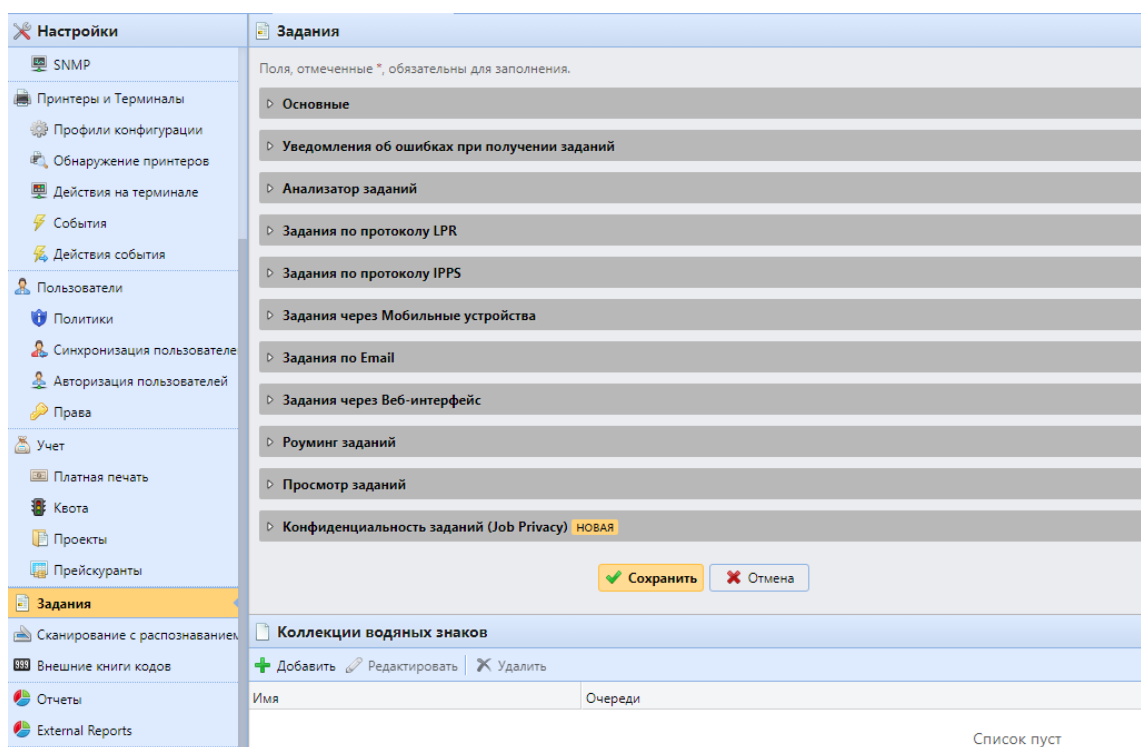 Настройки
SNMP
Принтеры и Терминалы
Профили конфигурации
Обнаружение принтеров
Действия на терминале
События
Действия события
Пользователи
Политики
Синхронизация пользователе
Авторизация пользователей
Права
Учет
Платная печать
Квота
Проекты
Прейскуранты
Задания
Сканирование с распознаванием
999 Внешние книги кодов
Отчеты
External Reports
Задания
Поля, отмеченные *, обязательны для заполнения.
Основные
Уведомления об ошибках при получении заданий
Анализатор заданий
Задания по протоколу LPR
Задания по протоколу IPPS
Задания через Мобильные устройства
Задания по Email
Задания через Веб-интерфейс
Роуминг заданий
Просмотр заданий
Конфиденциальность заданий (Job Privacy) НОВАЯ
Сохранить Отмена
Коллекции водяных знаков
Добавить Редактировать Удалить
Имя Очереди
Список пуст